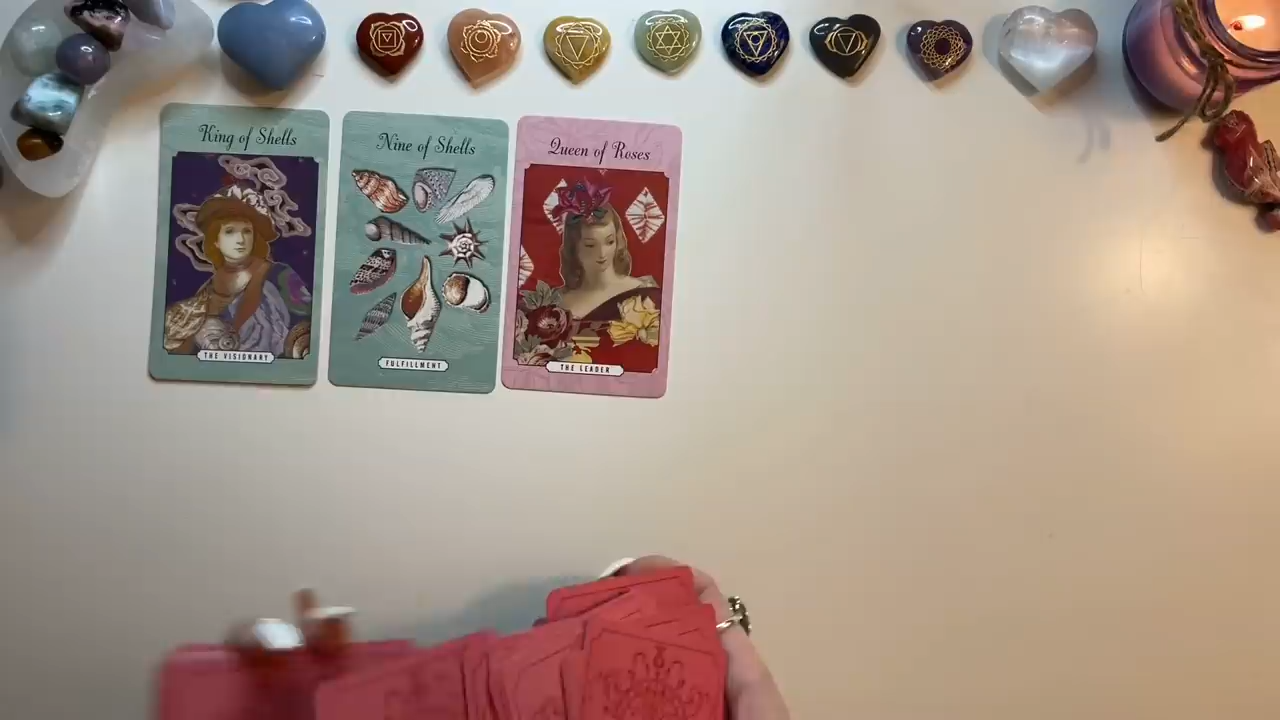 King of Shells
THE VISIONARY
Nine of Shells
FULFILLMENT
Queen of Roses
THE LEADER